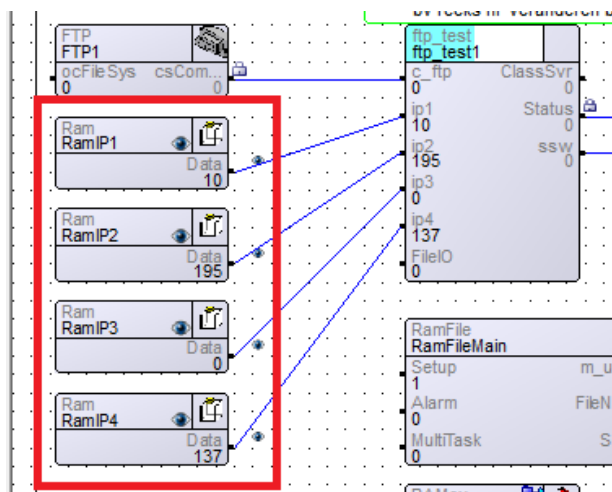 FTP
FTP1
ocFileSys csCom...
0 0
Ram
RamIP1
Data
10
Ram
RamIP2
Data
195
Ram
RamIP3
Data
0
Ram
RamIP4
Data
137
ftp_test
ftp_test1
c_ftp ClassSvr
0 0
ip1 Status
10 0
ip2 ssw
195 0
ip3
0
ip4
137
FileIO
0
RamFile
RamFileMain
Setup m_u
1
Alarm FileN
0
MultiTask S
0